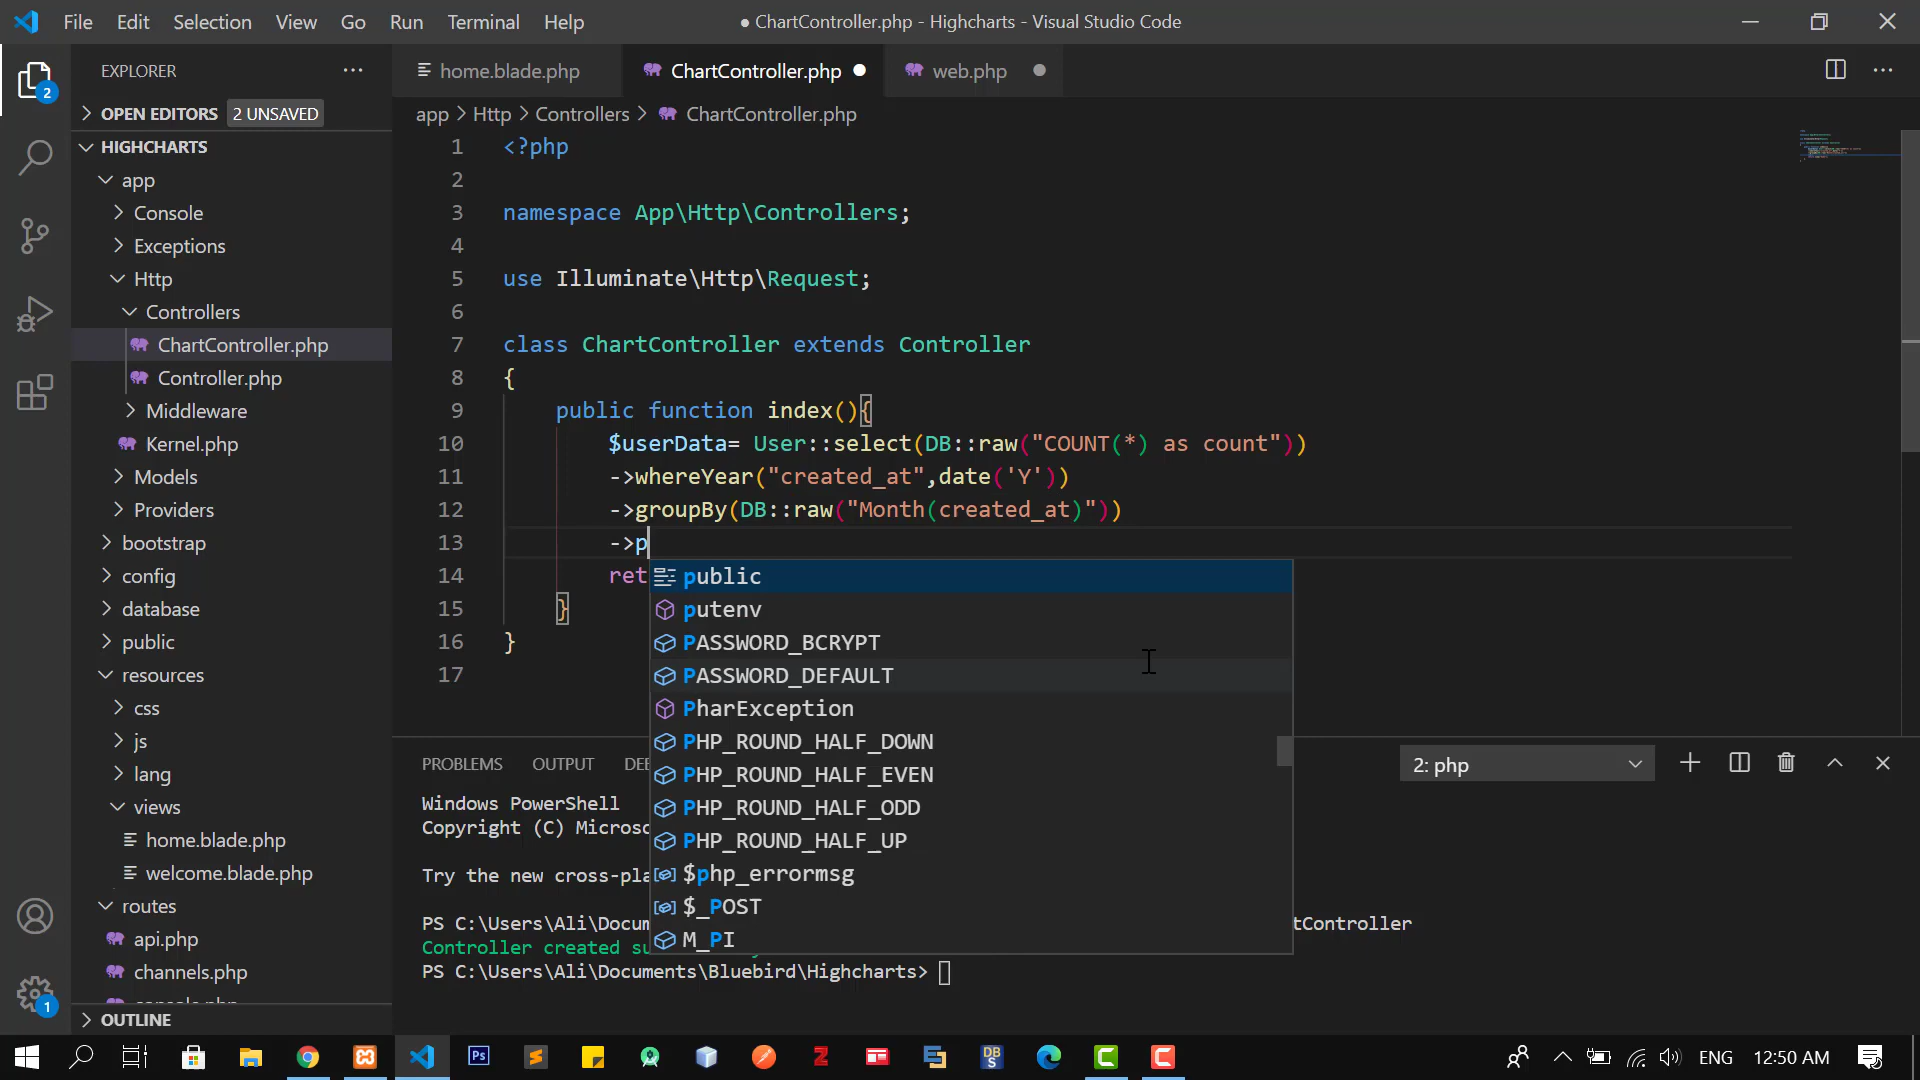 File Edit Selection View Go Run Terminal Help
● ChartController.php - Highcharts - Visual Studio Code
EXPLORER
OPEN EDITORS 2 UNSAVED
HIGHCHARTS
app
Console
Exceptions
Http
Controllers
ChartController.php
Controller.php
Middleware
Kernel.php
Models
Providers
bootstrap
config
database
public
resources
css
js
lang
views
home.blade.php
welcome.blade.php
routes
api.php
channels.php
console.php
OUTLINE
2
1
home.blade.php ChartController.php web.php
app > Http > Controllers > ChartController.php
1 <?php
2
3 namespace App\Http\Controllers;
4
5 use Illuminate\Http\Request;
6
7 class ChartController extends Controller
8 {
9 public function index(){
10 $userData= User::select(DB::raw("COUNT(*) as count"))
11 ->whereYear("created_at",date('Y'))
12 ->groupBy(DB::raw("Month(created_at)"))
13 ->p
14 ret
15 }
16 }
17
public
putenv
PASSWORD_BCRYPT
PASSWORD_DEFAULT
PharException
PHP_ROUND_HALF_DOWN
PHP_ROUND_HALF_EVEN
PHP_ROUND_HALF_ODD
PHP_ROUND_HALF_UP
$php_errormsg
$_POST
M_PI
PROBLEMS OUTPUT DE
2: php
Windows PowerShell
Copyright (C) Microso
Try the new cross-pla
PS C:\Users\Ali\Docum tController
Controller created su
PS C:\Users\Ali\Documents\Bluebird\Highcharts>
ENG 12:50 AM